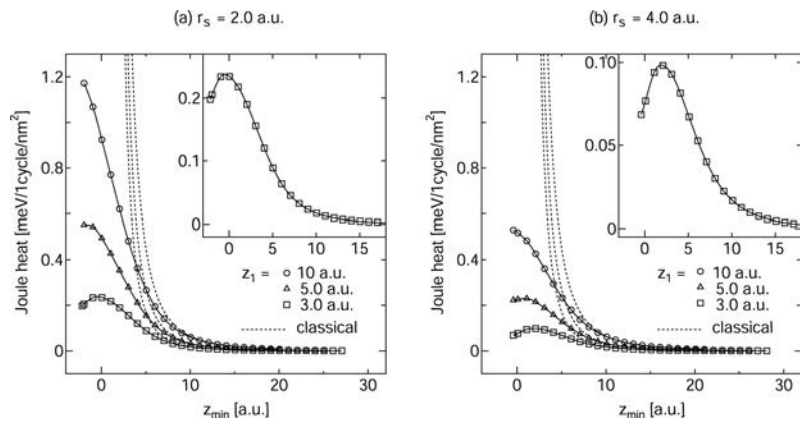 (a) r_s = 2.0 a.u.
Joule heat [meV/1cycle/nm²]
1.2
0.8
0.4
0
0 10 20 30
z_min [a.u.]
0.2
0.1
0
0 5 10 15
z₁ = ○ 10 a.u.
△ 5.0 a.u.
□ 3.0 a.u.
classical
(b) r_s = 4.0 a.u.
Joule heat [meV/1cycle/nm²]
1.2
0.8
0.4
0
0 10 20 30
z_min [a.u.]
0.10
0.05
0
0 5 10 15
z₁ = ○ 10 a.u.
△ 5.0 a.u.
□ 3.0 a.u.
classical